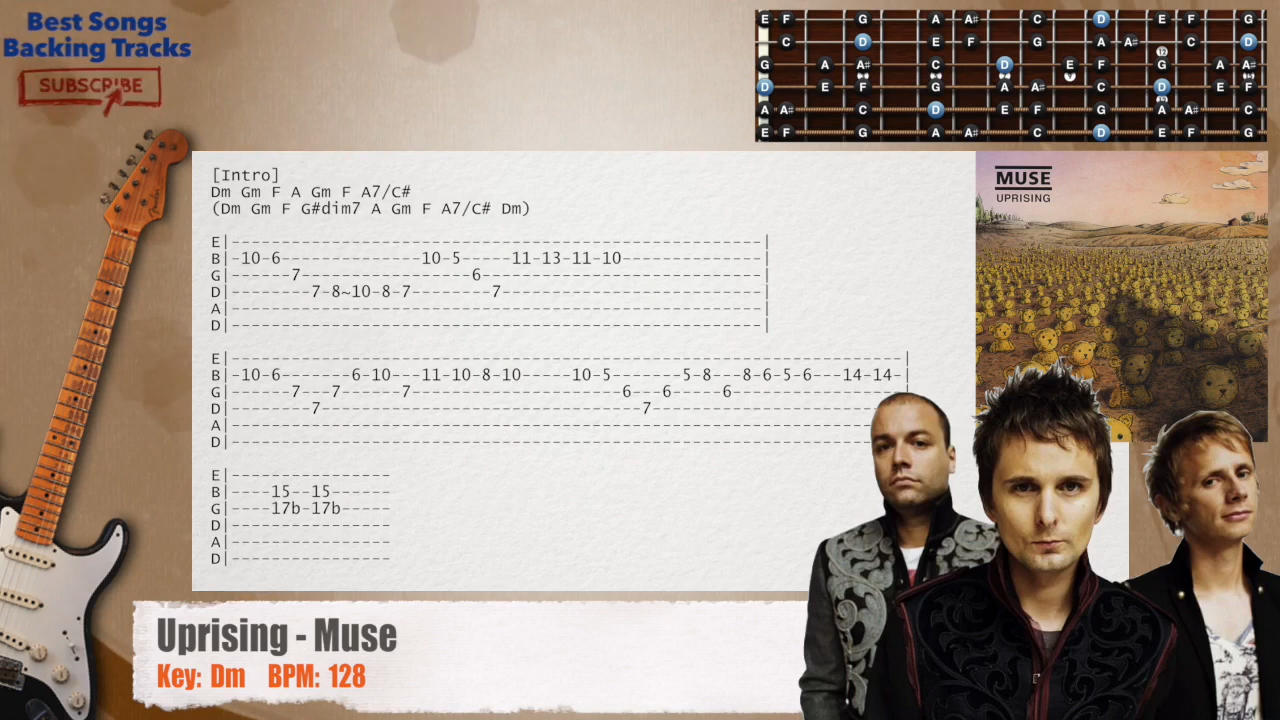 Best Songs
Backing Tracks
SUBSCRIBE
E F G A A# C D E F G
C D E F G A A# C D
G A A# C D E F G A A#
D E F G A A# C D E F
A A# C D E F G A A# C
E F G A A# C D E F G
[Intro]
Dm Gm F A Gm F A7/C#
(Dm Gm F G#dim7 A Gm F A7/C# Dm)
E|-----------------------------------------------------|
B|-10-6--------------10-5-----11-13-11-10--------------|
G|------7-----------------6----------------------------|
D|--------7-8~10-8-7--------7--------------------------|
A|-----------------------------------------------------|
D|-----------------------------------------------------|
E|-------------------------------------------------------------------|
B|-10-6-------6-10---11-10-8-10-----10-5-------5-8---8-6-5-6---14-14-|
G|------7---7------7---------------------6---6-----6-----------------|
D|--------7--------------------------------7-------------------------
A|-------------------------------------------------------------------
D|----------------------------------------------------------------
E|----------------
B|----15--15------
G|----17b-17b-----
D|----------------
A|----------------
D|----------------
MUSE
UPRISING
Fender
Uprising - Muse
Key: Dm BPM: 128